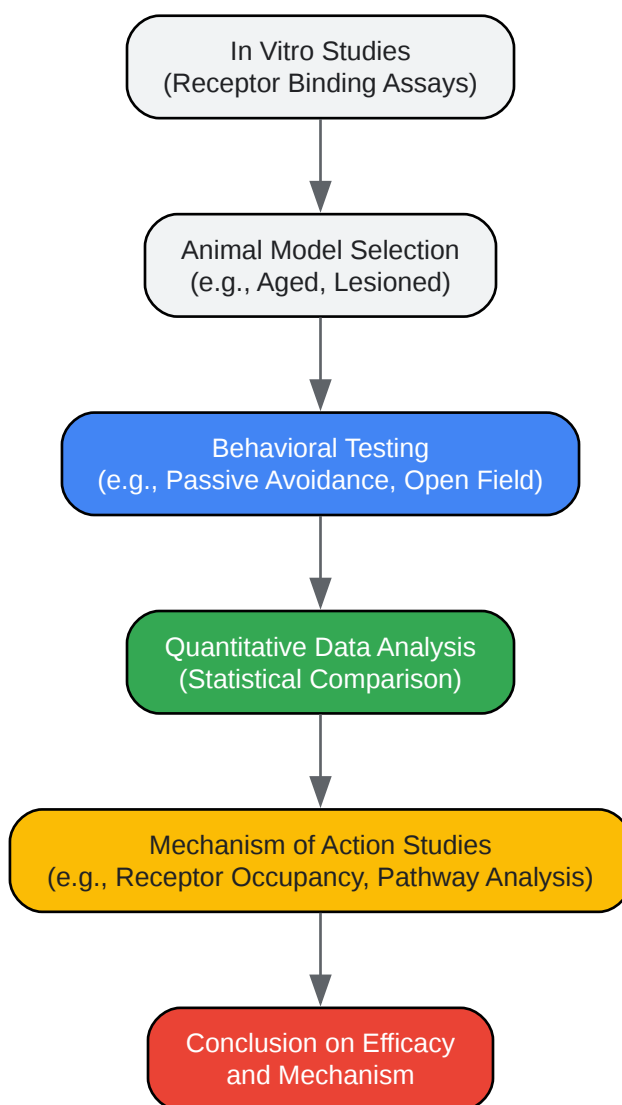 In Vitro Studies
(Receptor Binding Assays)
Animal Model Selection
(e.g., Aged, Lesioned)
Behavioral Testing
(e.g., Passive Avoidance, Open Field)
Quantitative Data Analysis
(Statistical Comparison)
Mechanism of Action Studies
(e.g., Receptor Occupancy, Pathway Analysis)
Conclusion on Efficacy
and Mechanism